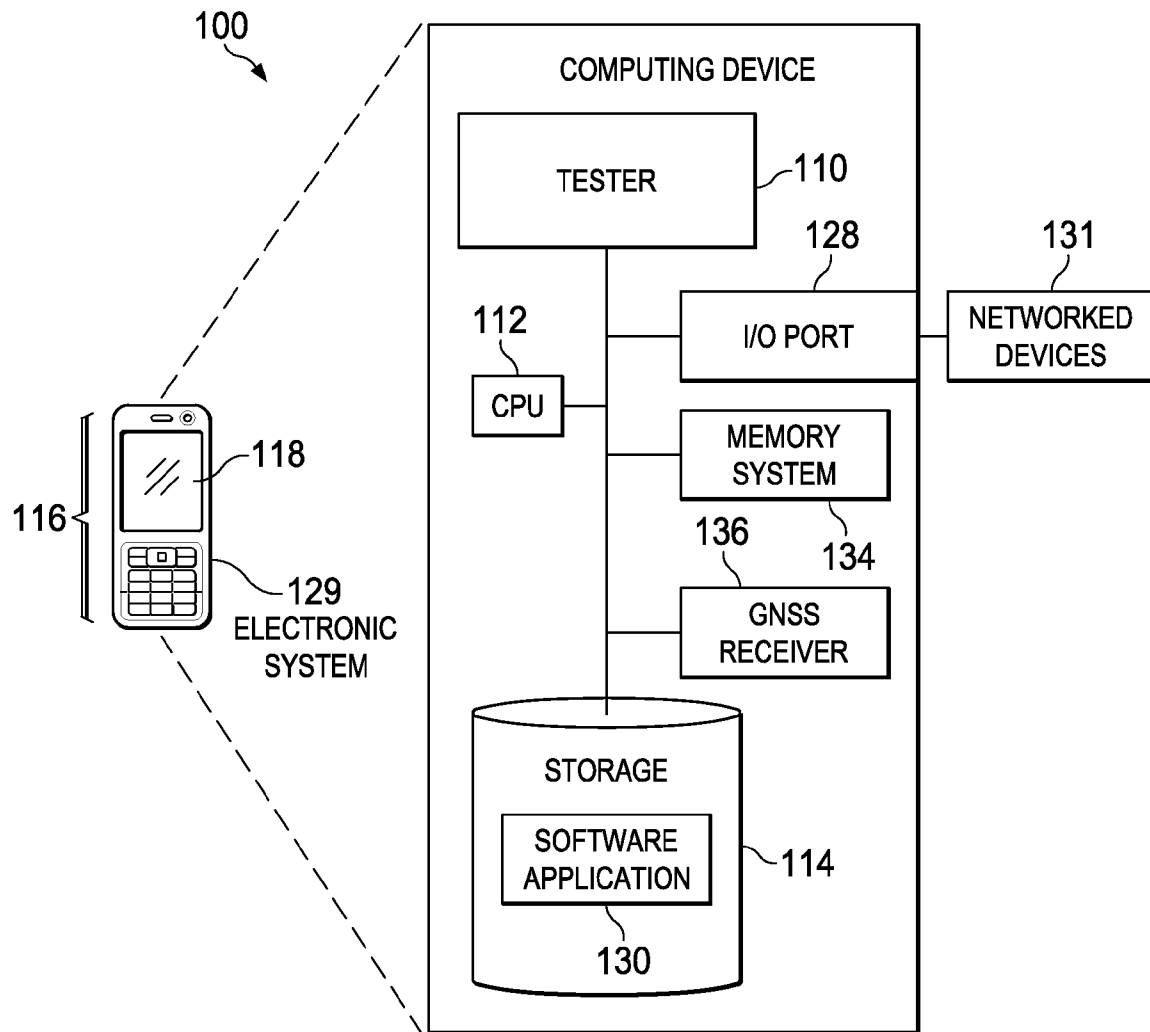 100
COMPUTING DEVICE
TESTER
110
128
131
I/O PORT
NETWORKED
DEVICES
112
CPU
MEMORY
SYSTEM
134
118
116
136
GNSS
RECEIVER
129
ELECTRONIC
SYSTEM
STORAGE
SOFTWARE
APPLICATION
114
130